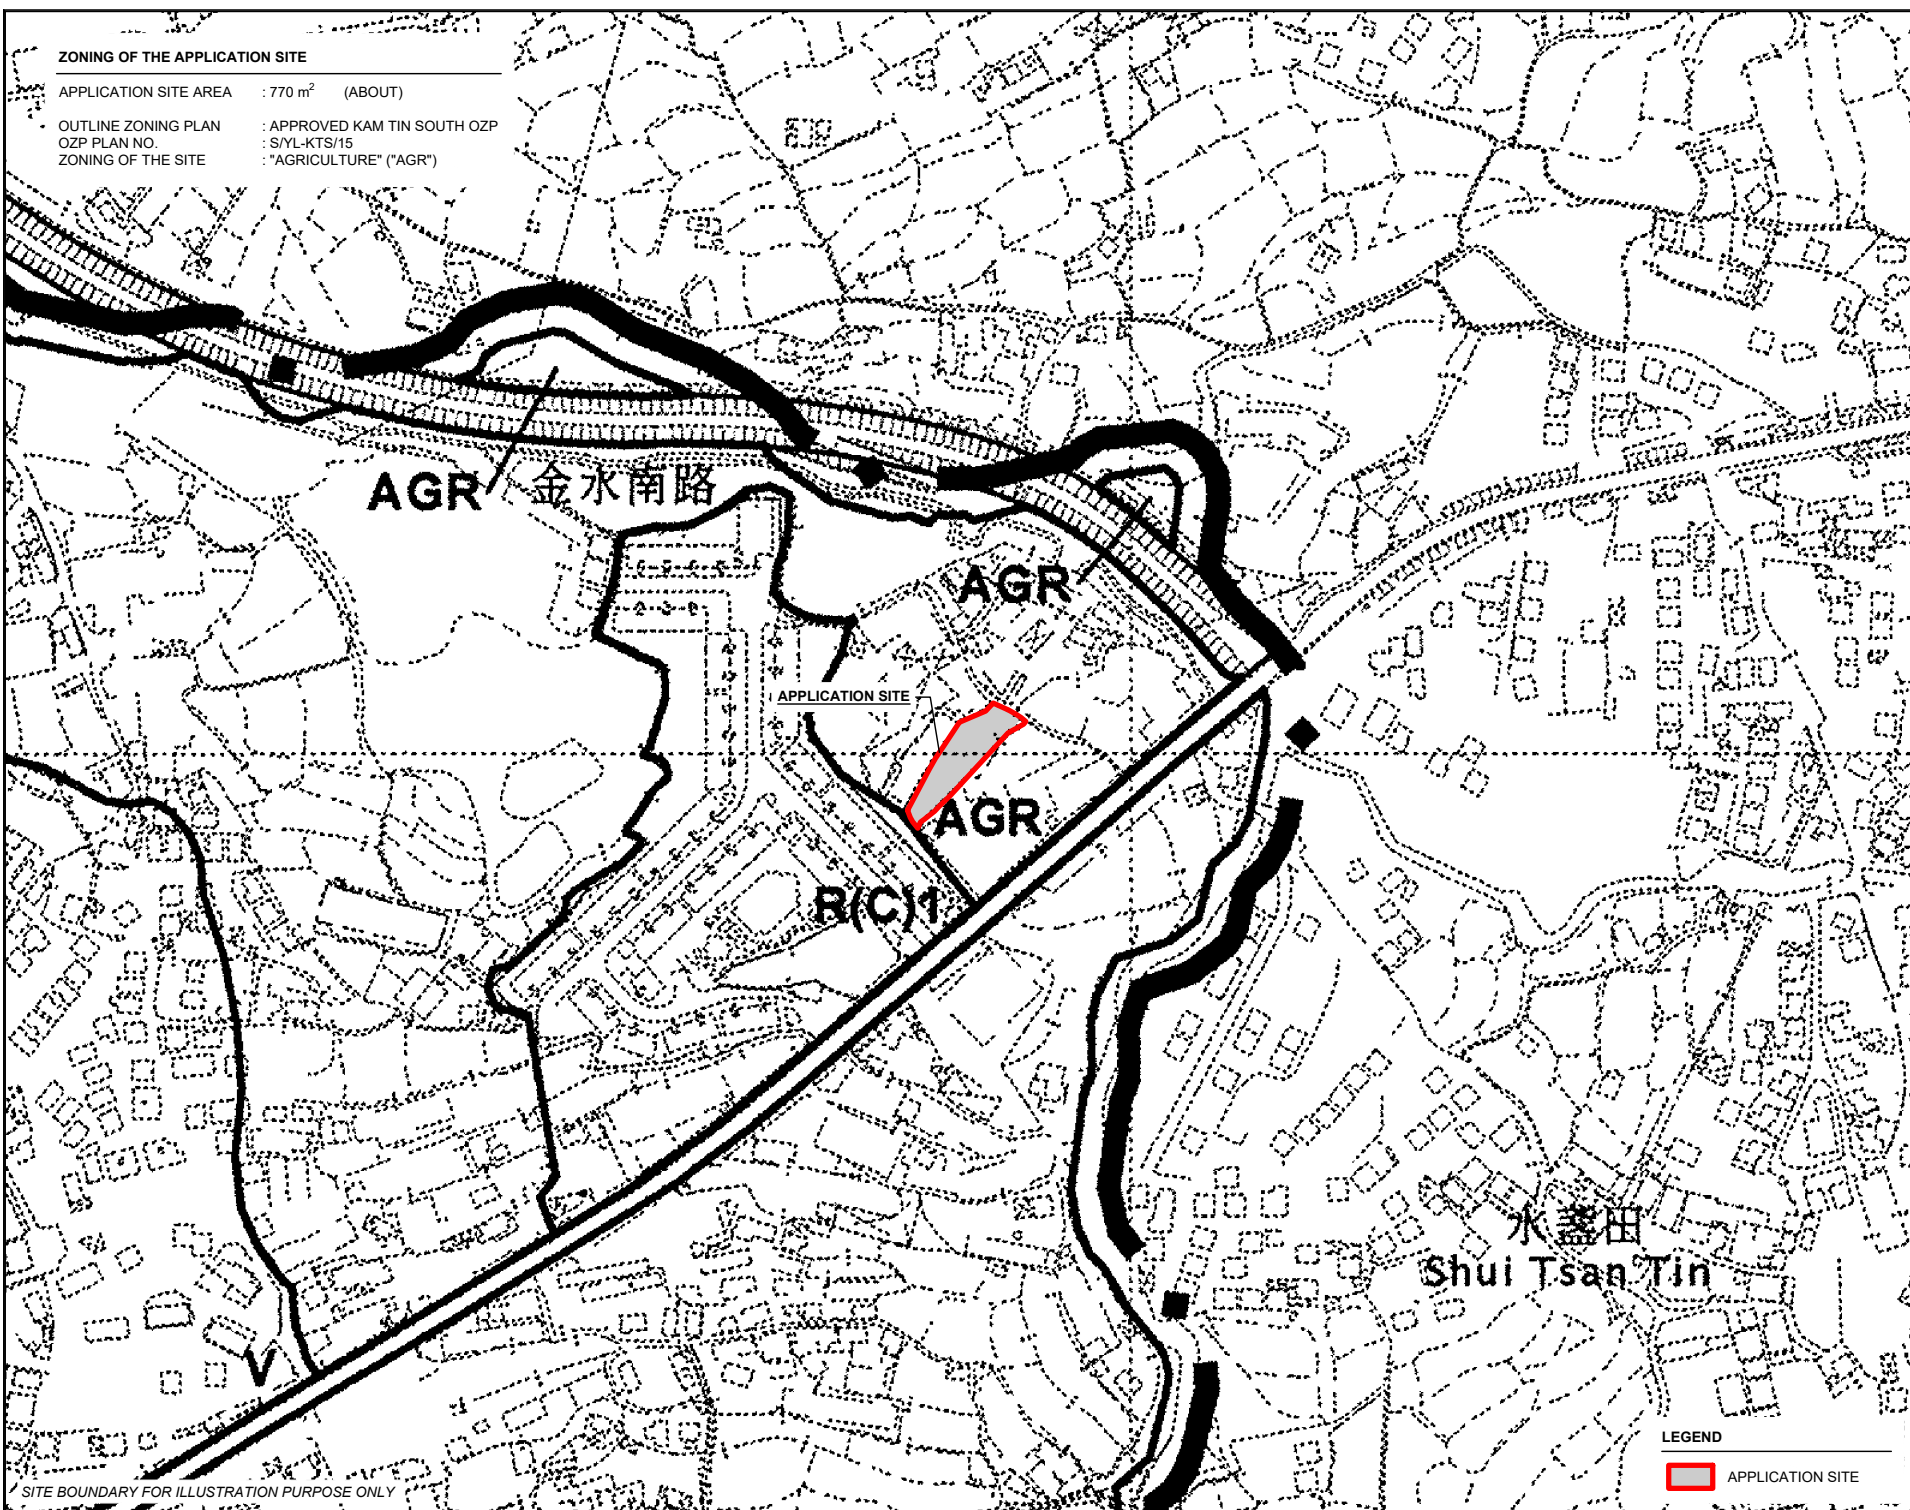 ZONING OF THE APPLICATION SITE
APPLICATION SITE AREA : 770 m² (ABOUT)
OUTLINE ZONING PLAN : APPROVED KAM TIN SOUTH OZP
OZP PLAN NO. : S/YL-KTS/15
ZONING OF THE SITE : "AGRICULTURE" ("AGR")
AGR
金水南路
AGR
APPLICATION SITE
AGR
R(C)1
水盞田
Shui Tsan Tin
V
LEGEND
APPLICATION SITE
SITE BOUNDARY FOR ILLUSTRATION PURPOSE ONLY